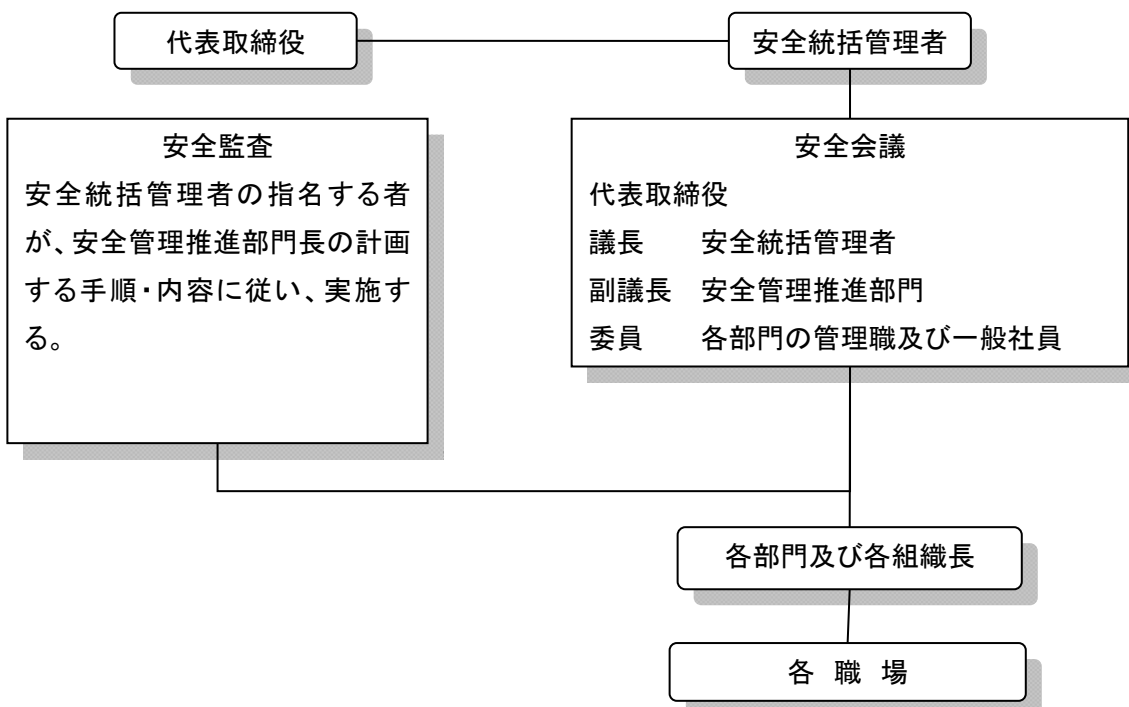 代表取締役
安全統括管理者
安全監査
安全統括管理者の指名する者
が、安全管理推進部門長の計画
する手順・内容に従い、実施す
る。
安全会議
代表取締役
議長 安全統括管理者
副議長 安全管理推進部門
委員 各部門の管理職及び一般社員
各部門及び各組織長
各 職 場